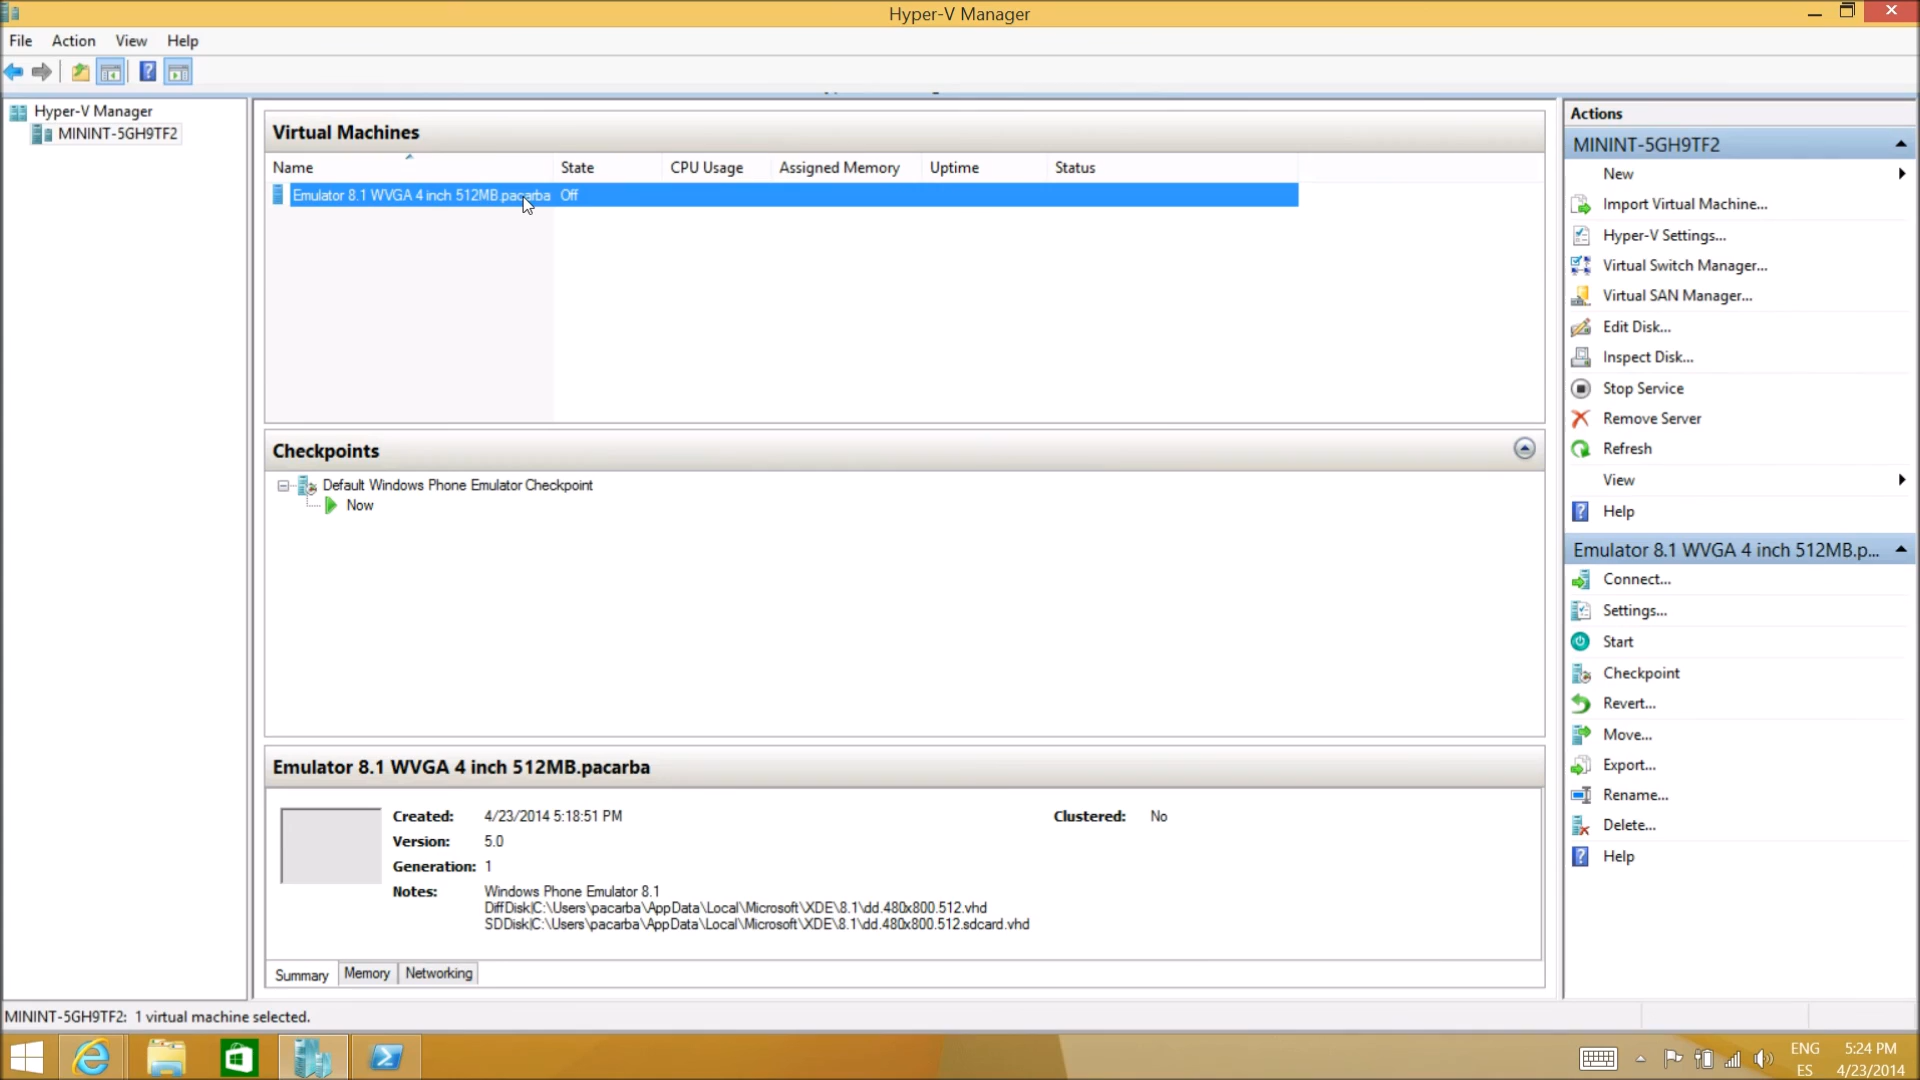 Hyper-V Manager
File Action View Help
Hyper-V Manager
MININT-5GH9TF2
Virtual Machines
Name State CPU Usage Assigned Memory Uptime Status
Emulator 8.1 WVGA 4 inch 512MB.pacarba Off
Checkpoints
Default Windows Phone Emulator Checkpoint
Now
Emulator 8.1 WVGA 4 inch 512MB.pacarba
Created: 4/23/2014 5:18:51 PM Clustered: No
Version: 5.0
Generation: 1
Notes: Windows Phone Emulator 8.1
DiffDisk|C:\Users\pacarba\AppData\Local\Microsoft\XDE\8.1\dd.480x800.512.vhd
SDDisk|C:\Users\pacarba\AppData\Local\Microsoft\XDE\8.1\dd.480x800.512.sdcard.vhd
Summary Memory Networking
Actions
MININT-5GH9TF2
New
Import Virtual Machine...
Hyper-V Settings...
Virtual Switch Manager...
Virtual SAN Manager...
Edit Disk...
Inspect Disk...
Stop Service
Remove Server
Refresh
View
Help
Emulator 8.1 WVGA 4 inch 512MB.p...
Connect...
Settings...
Start
Checkpoint
Revert...
Move...
Export...
Rename...
Delete...
Help
MININT-5GH9TF2: 1 virtual machine selected.
ENG 5:24 PM
ES 4/23/2014